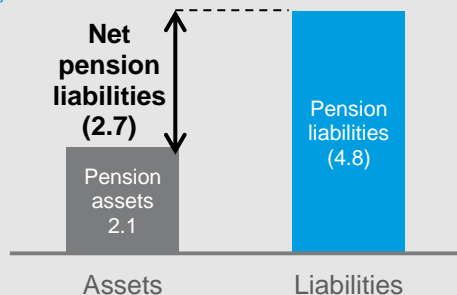 Net
pension
liabilities
(2.7)
Pension
assets
2.1
Pension
liabilities
(4.8)
Assets
Liabilities